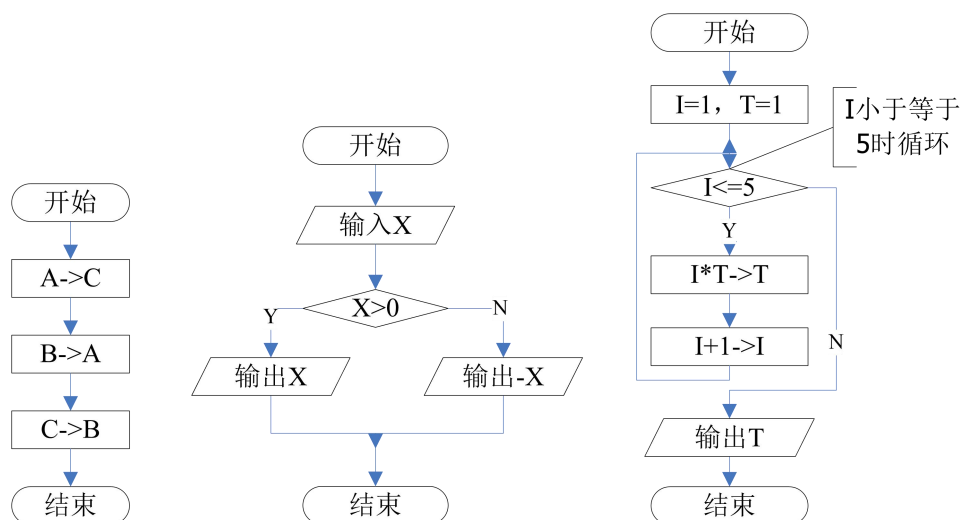 开始
A->C
B->A
C->B
结束
开始
输入X
X>0
Y
N
输出X
输出-X
结束
开始
I=1，T=1
I小于等于
5时循环
I<=5
Y
I*T->T
I+1->I
N
输出T
结束